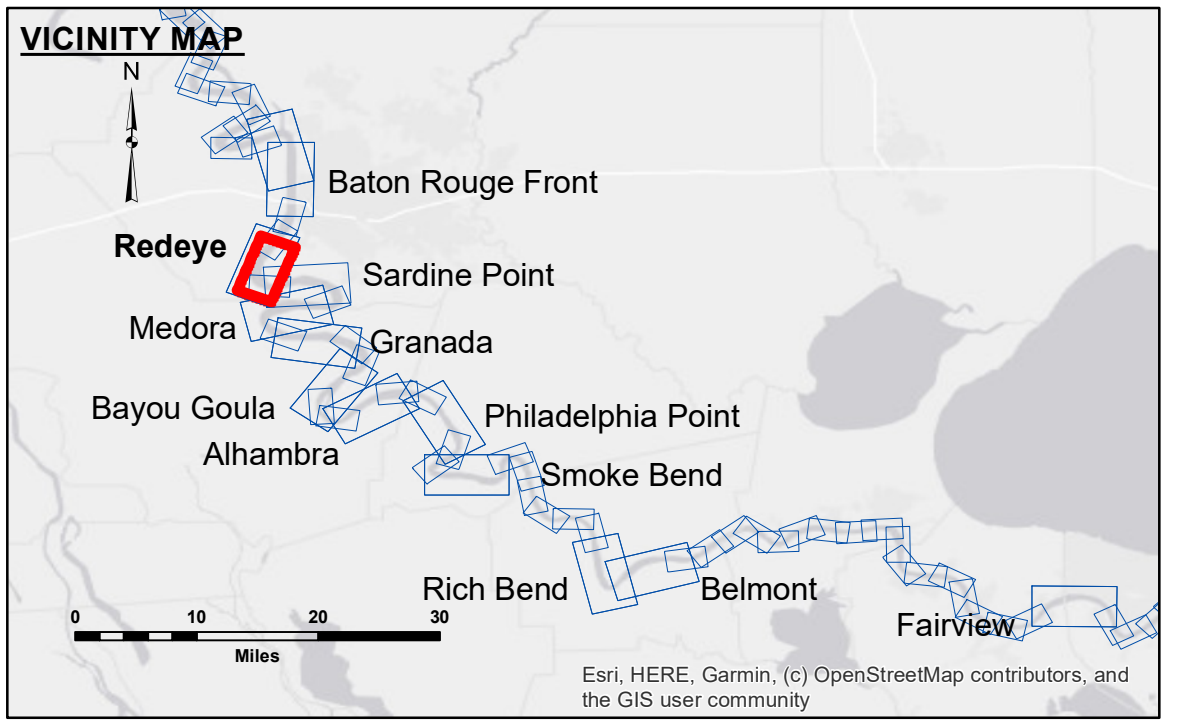 VICINITY MAP
N
Baton Rouge Front
Redeye
Sardine Point
Medora
Granada
Bayou Goula
Philadelphia Point
Alhambra
Smoke Bend
Rich Bend
Belmont
Fairview
0 10 20 30
Miles
Esri, HERE, Garmin, (c) OpenStreetMap contributors, and
the GIS user community